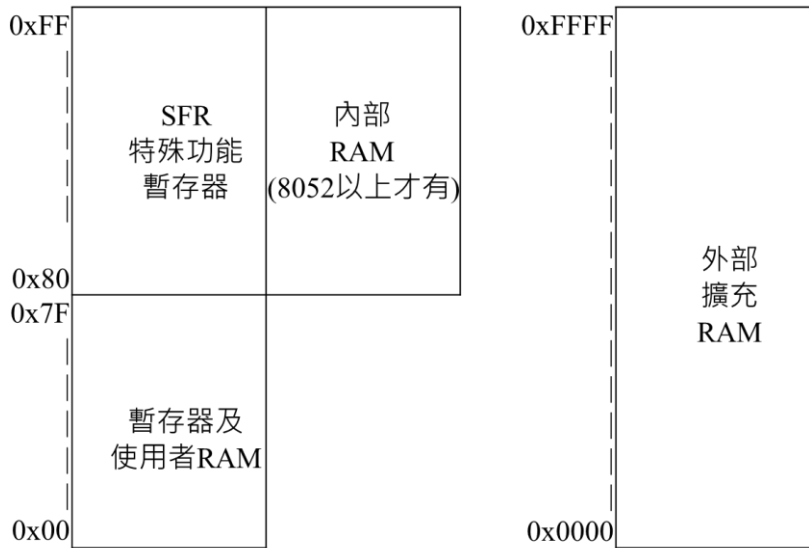 0xFF
SFR
特殊功能
暫存器
0x80
內部
RAM
(8052以上才有)
0x7F
暫存器及
使用者RAM
0x00
0xFFFF
外部
擴充
RAM
0x0000